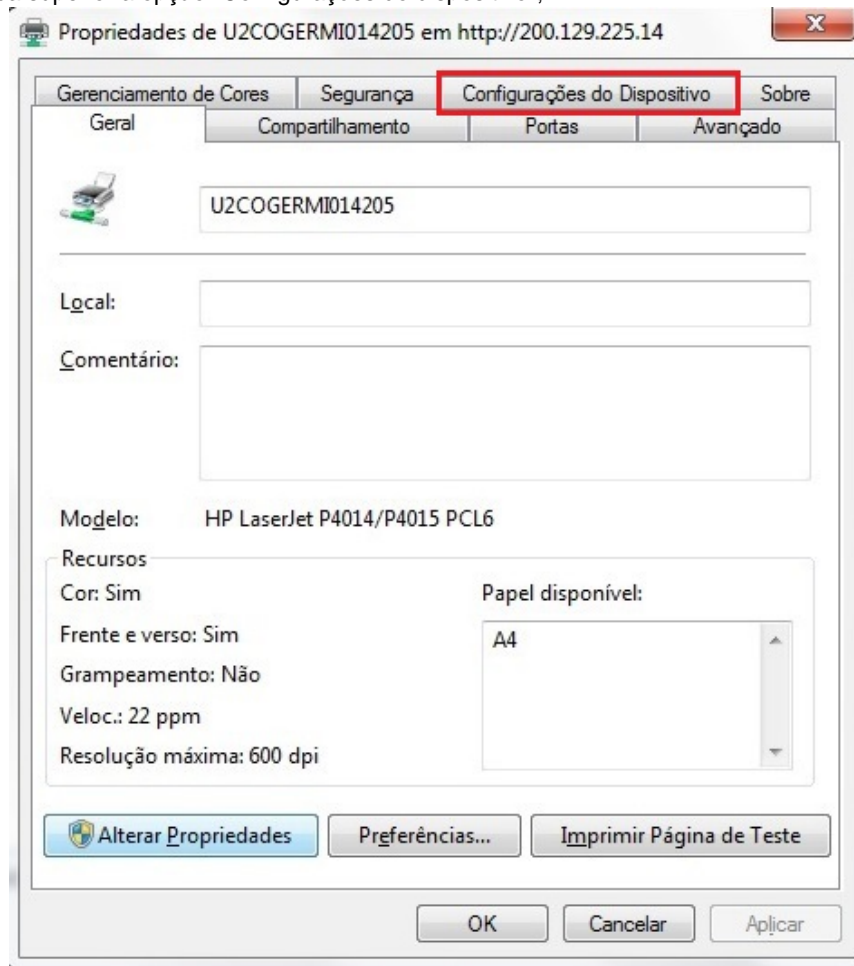 Propriedades de U2COGERMI014205 em http://200.129.225.14
Gerenciamento de Cores Segurança Configurações do Dispositivo Sobre
Geral Compartilhamento Portas Avançado
U2COGERMI014205
Local:
Comentário:
Modelo: HP LaserJet P4014/P4015 PCL6
Recursos
Cor: Sim Papel disponível:
Frente e verso: Sim A4
Grampeamento: Não
Veloc.: 22 ppm
Resolução máxima: 600 dpi
Alterar Propriedades Preferências... Imprimir Página de Teste
OK Cancelar Aplicar